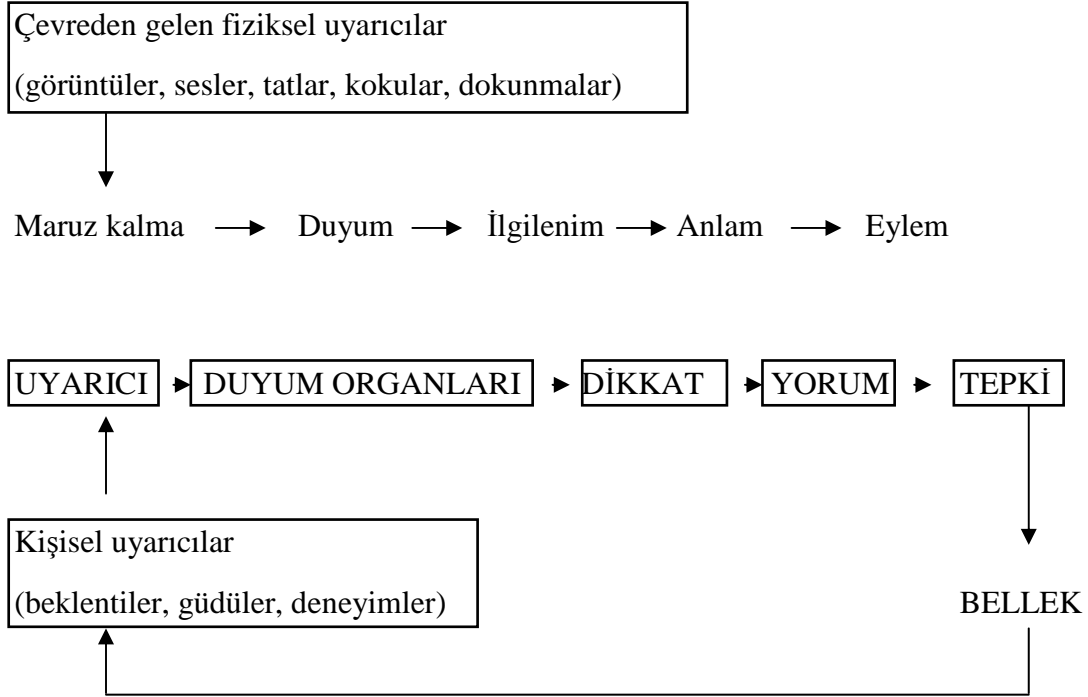 Çevreden gelen fiziksel uyarıcılar
(görüntüler, sesler, tatlar, kokular, dokunmalar)
Maruz kalma Duyum İlgilenim Anlam Eylem
UYARICI DUYUM ORGANLARI DİKKAT YORUM TEPKİ
Kişisel uyarıcılar
(beklentiler, güdüler, deneyimler)
BELLEK